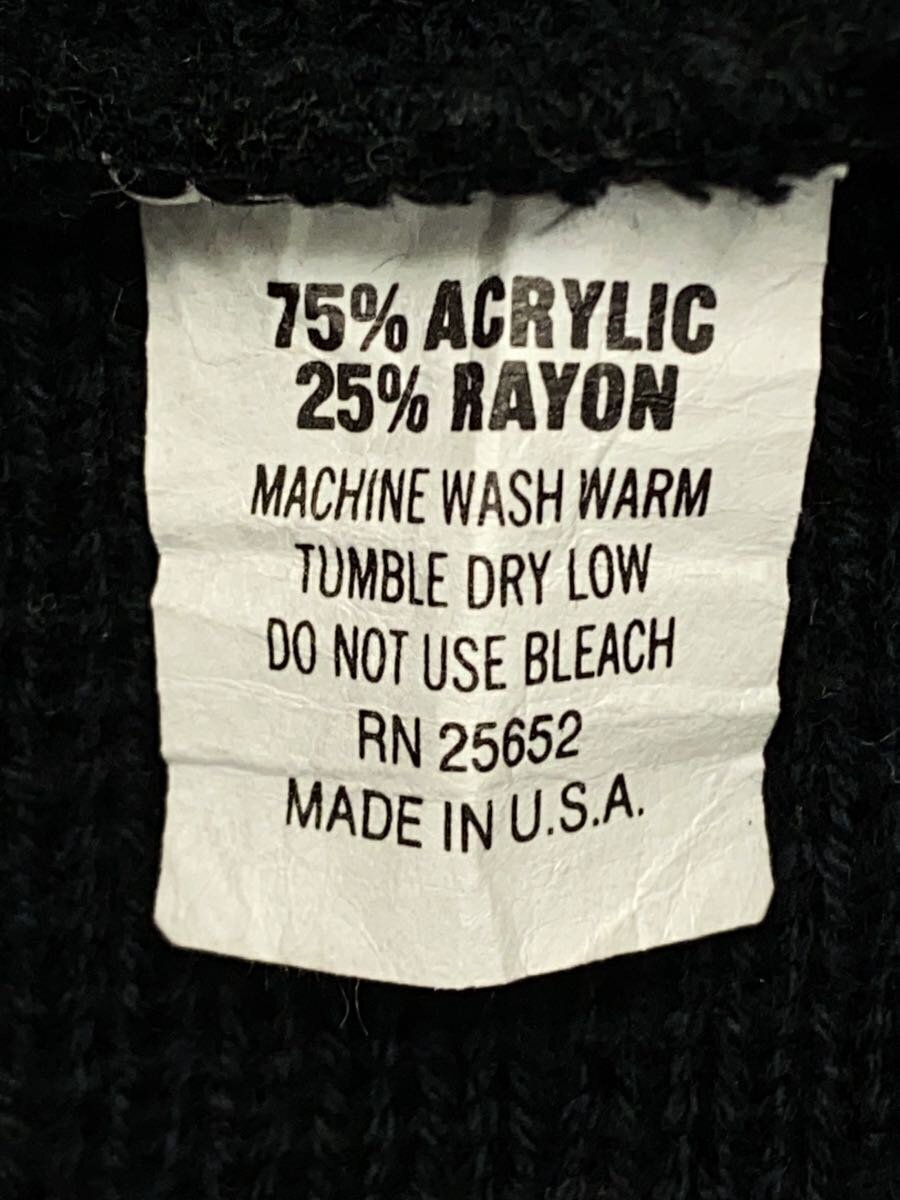 75% ACRYLIC
25% RAYON
MACHINE WASH WARM
TUMBLE DRY LOW
DO NOT USE BLEACH
RN 25652
MADE IN U.S.A.